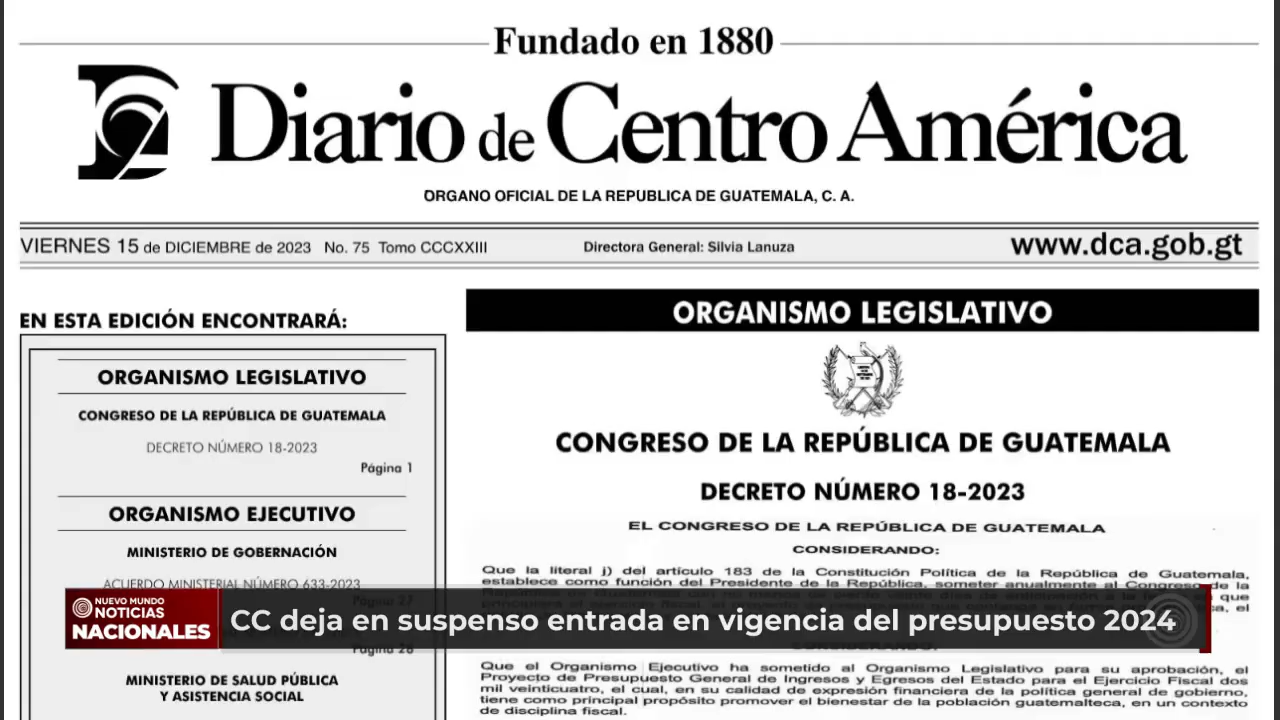 Fundado en 1880
Diario de Centro América
ORGANO OFICIAL DE LA REPUBLICA DE GUATEMALA, C. A.
VIERNES 15 de DICIEMBRE de 2023 No. 75 Tomo CCCXXIII
Directora General: Silvia Lanuza
www.dca.gob.gt
EN ESTA EDICIÓN ENCONTRARÁ:
ORGANISMO LEGISLATIVO
CONGRESO DE LA REPÚBLICA DE GUATEMALA
DECRETO NÚMERO 18-2023
Página 1
ORGANISMO EJECUTIVO
MINISTERIO DE GOBERNACIÓN
ACUERDO MINISTERIAL NÚMERO 633-2023
Página 27
Página 28
MINISTERIO DE SALUD PÚBLICA
Y ASISTENCIA SOCIAL
ORGANISMO LEGISLATIVO
CONGRESO DE LA REPÚBLICA DE GUATEMALA
DECRETO NÚMERO 18-2023
EL CONGRESO DE LA REPÚBLICA DE GUATEMALA
CONSIDERANDO:
Que la literal j) del artículo 183 de la Constitución Política de la República de Guatemala,
establece como función del Presidente de la República, someter anualmente al Congreso de la
que
el
CONSIDERANDO:
Que el Organismo Ejecutivo ha sometido al Organismo Legislativo para su aprobación, el
Proyecto de Presupuesto General de Ingresos y Egresos del Estado para el Ejercicio Fiscal dos
mil veinticuatro, el cual, en su calidad de expresión financiera de la política general de gobierno,
tiene como principal propósito promover el bienestar de la población guatemalteca, en un contexto
de disciplina fiscal.
NUEVO MUNDO
NOTICIAS
NACIONALES
CC deja en suspenso entrada en vigencia del presupuesto 2024